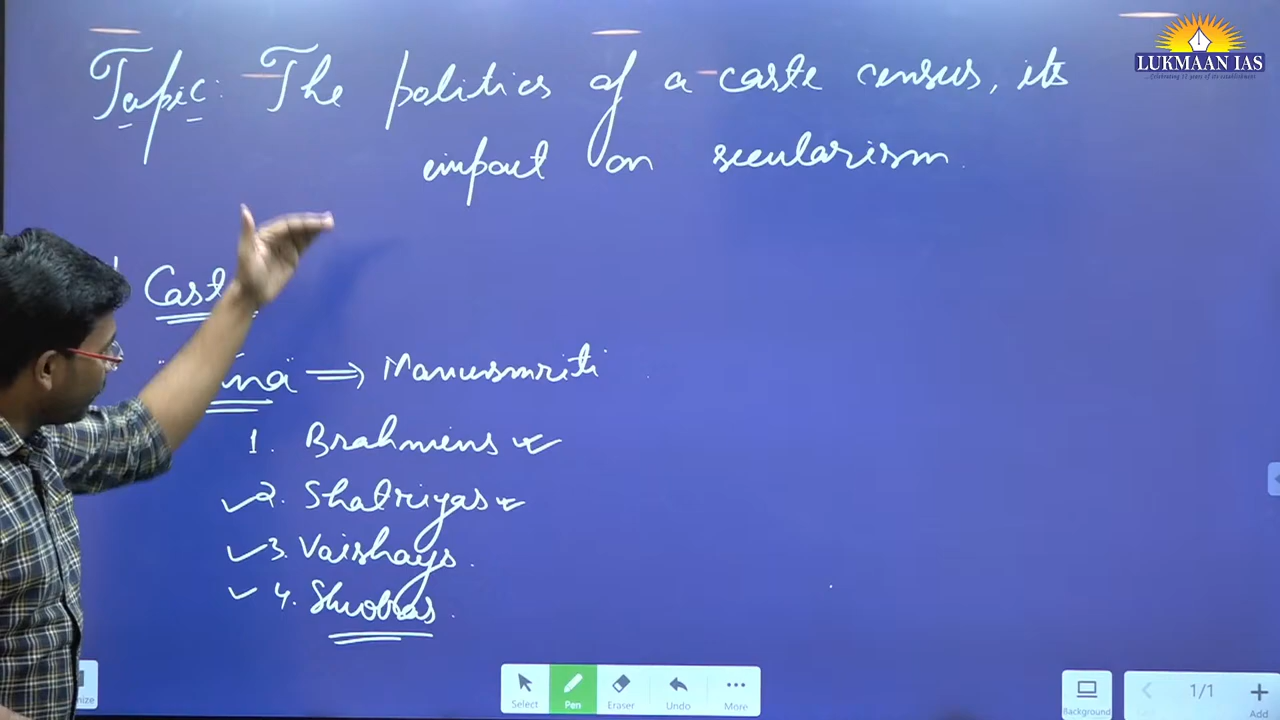 LUKMAAN IAS
Topic: The politics of a caste census, its
impact on secularism.
Cast
⇒ Manusmriti
1. Brahmins
2. Shatriyas
3. Vaishays.
4. Shudras.
Select Pen Eraser Undo More
Background
1/1
Add